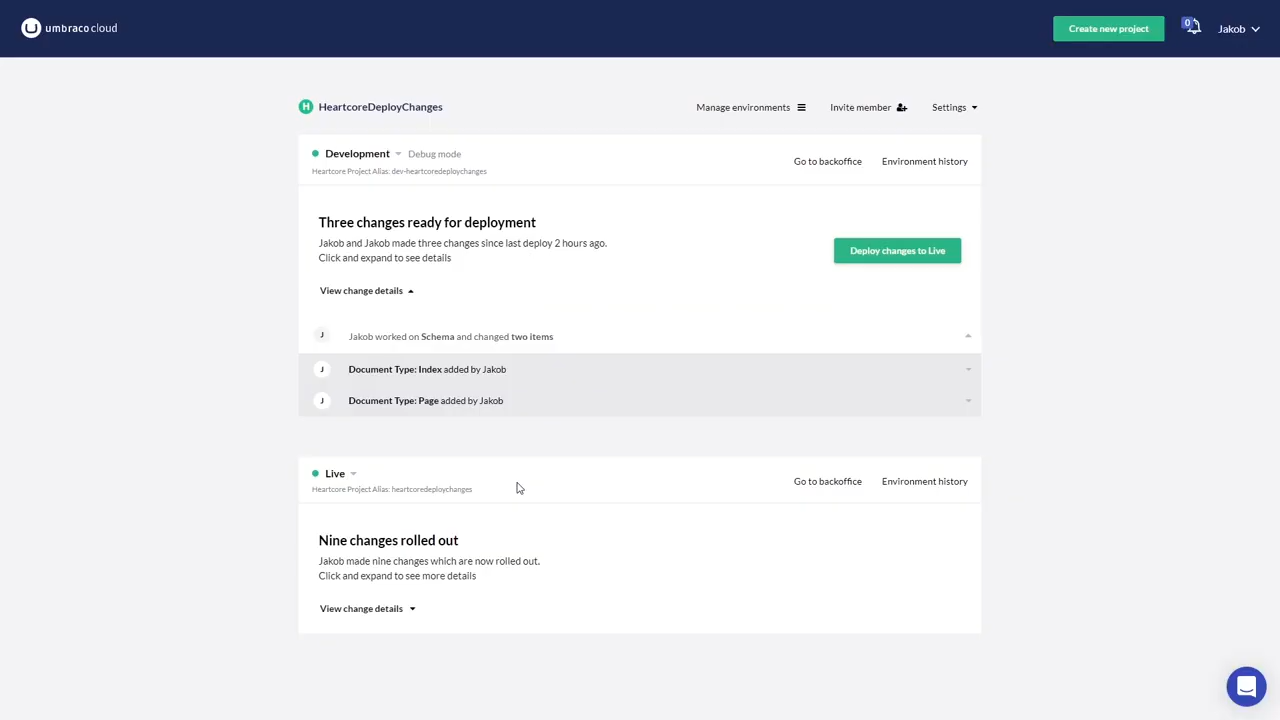 umbraco cloud
Create new project
0
Jakob
H HeartcoreDeployChanges
Manage environments
Invite member
Settings
Development
Debug mode
Heartcore Project Alias: dev-heartcoredeploychanges
Go to backoffice
Environment history
Three changes ready for deployment
Jakob and Jakob made three changes since last deploy 2 hours ago.
Click and expand to see details
Deploy changes to Live
View change details
J Jakob worked on Schema and changed two items
J Document Type: Index added by Jakob
J Document Type: Page added by Jakob
Live
Heartcore Project Alias: heartcoredeploychanges
Go to backoffice
Environment history
Nine changes rolled out
Jakob made nine changes which are now rolled out.
Click and expand to see more details
View change details